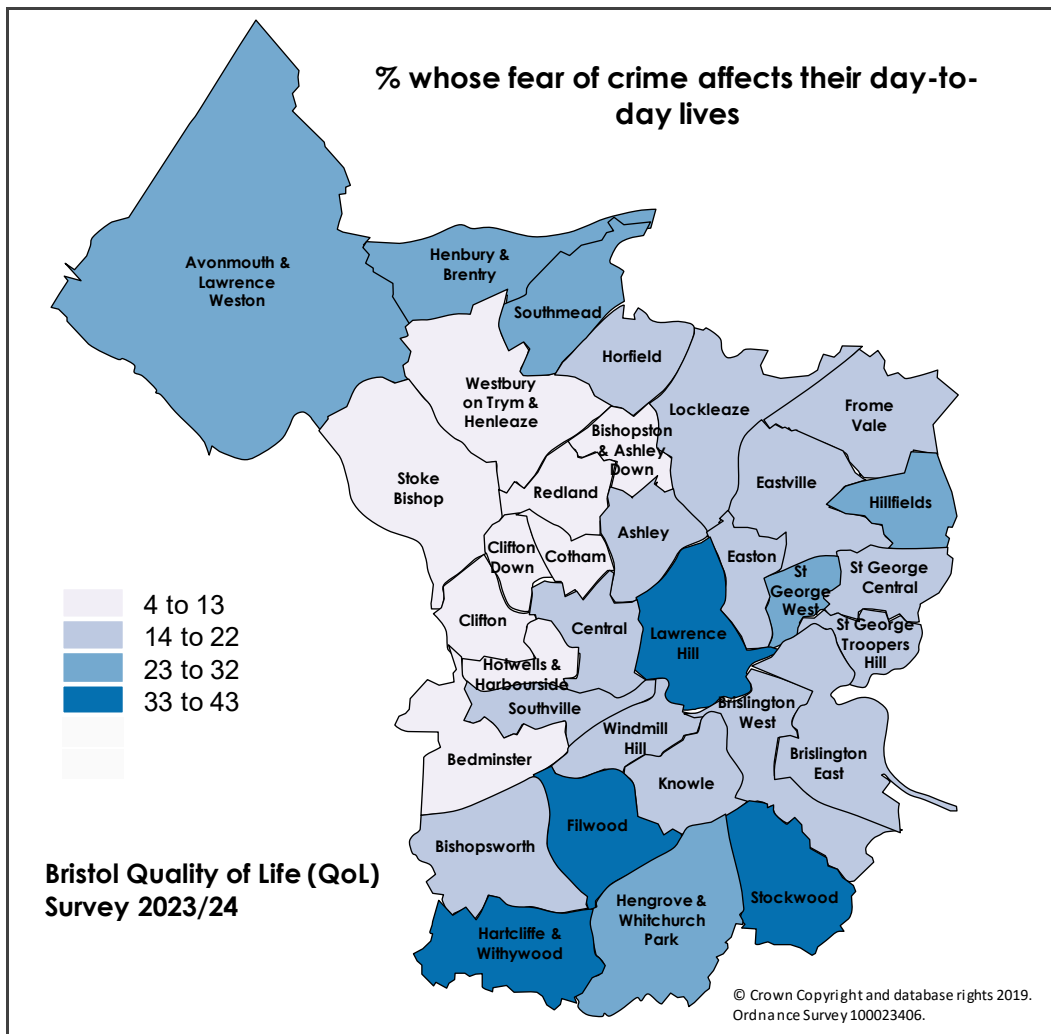 % whose fear of crime affects their day-to-
day lives
Avonmouth &
Lawrence
Weston
Henbury &
Brentry
Southmead
Horfield
Westbury
on Trym &
Henleaze
Lockleaze
Frome
Vale
Bishopston
& Ashley
Down
Stoke
Bishop
Redland
Eastville
Hillfields
Ashley
Clifton
Down
Cotham
Easton
St
George
West
St George
Central
4 to 13
14 to 22
23 to 32
33 to 43
Clifton
Central
Lawrence
Hill
St George
Troopers
Hill
Hotwells &
Harbourside
Southville
Brislington
West
Windmill
Hill
Bedminster
Knowle
Brislington
East
Filwood
Bishopsworth
Bristol Quality of Life (QoL)
Survey 2023/24
Hengrove &
Whitchurch
Park
Stockwood
Hartcliffe &
Withywood
© Crown Copyright and database rights 2019.
Ordnance Survey 100023406.